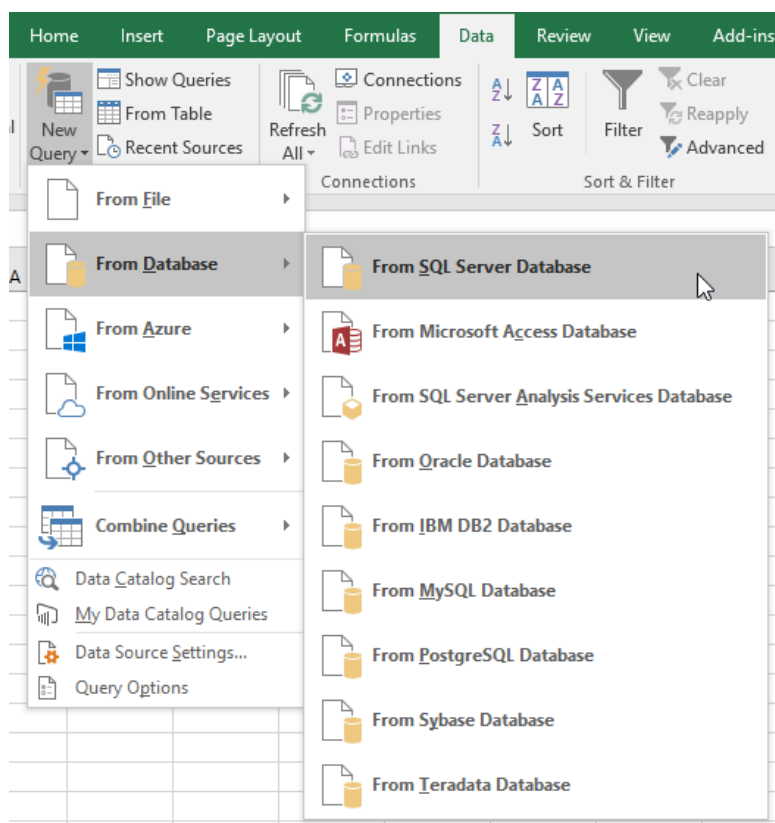 Home Insert Page Layout Formulas Data Review View Add-ins
Show Queries
From Table
Recent Sources
New
Query
Refresh
All
Connections
Properties
Edit Links
Connections
Sort
Filter
Clear
Reapply
Advanced
Sort & Filter
A
From File
From Database
From Azure
From Online Services
From Other Sources
Combine Queries
Data Catalog Search
My Data Catalog Queries
Data Source Settings...
Query Options
From SQL Server Database
From Microsoft Access Database
From SQL Server Analysis Services Database
From Oracle Database
From IBM DB2 Database
From MySQL Database
From PostgreSQL Database
From Sybase Database
From Teradata Database